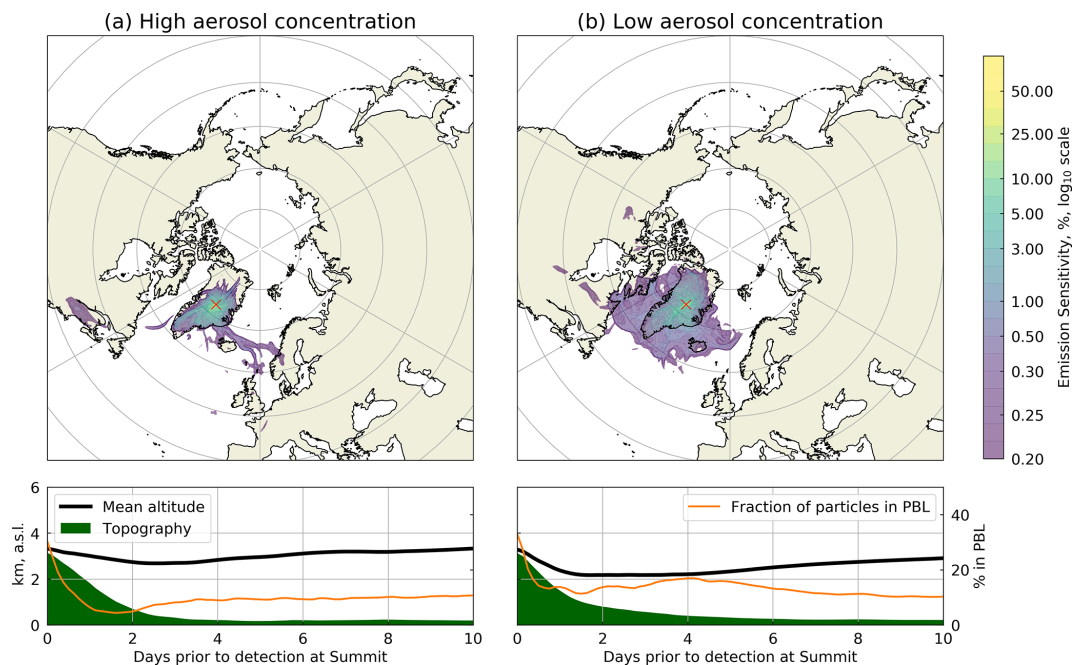 (a) High aerosol concentration
(b) Low aerosol concentration
50.00
25.00
10.00
5.00
3.00
1.00
0.50
0.30
0.25
0.20
Emission Sensitivity, %, log10 scale
6
4
2
0
km, a.s.l.
Mean altitude
Topography
0
2
4
6
8
10
Days prior to detection at Summit
Fraction of particles in PBL
40
20
0
% in PBL
0
2
4
6
8
10
Days prior to detection at Summit